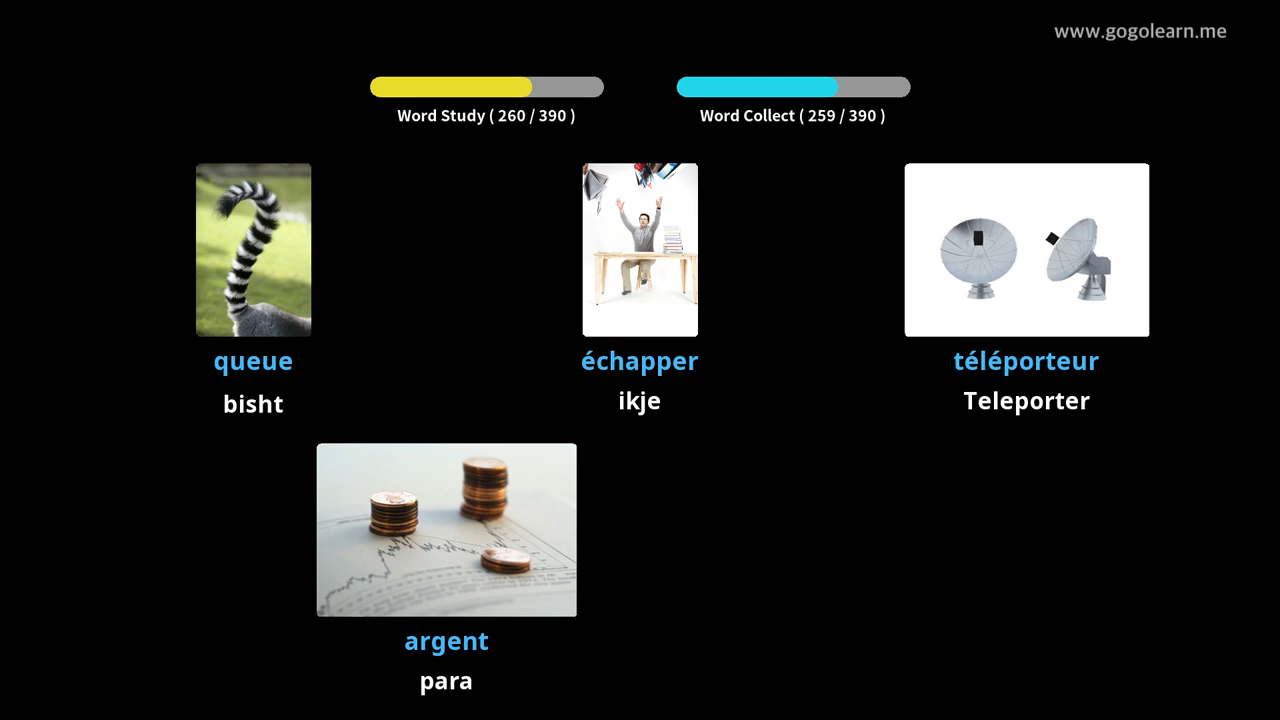 www.gogolearn.me
Word Study ( 260 / 390 )
Word Collect ( 259 / 390 )
queue
bisht
échapper
ikje
téléporteur
Teleporter
argent
para